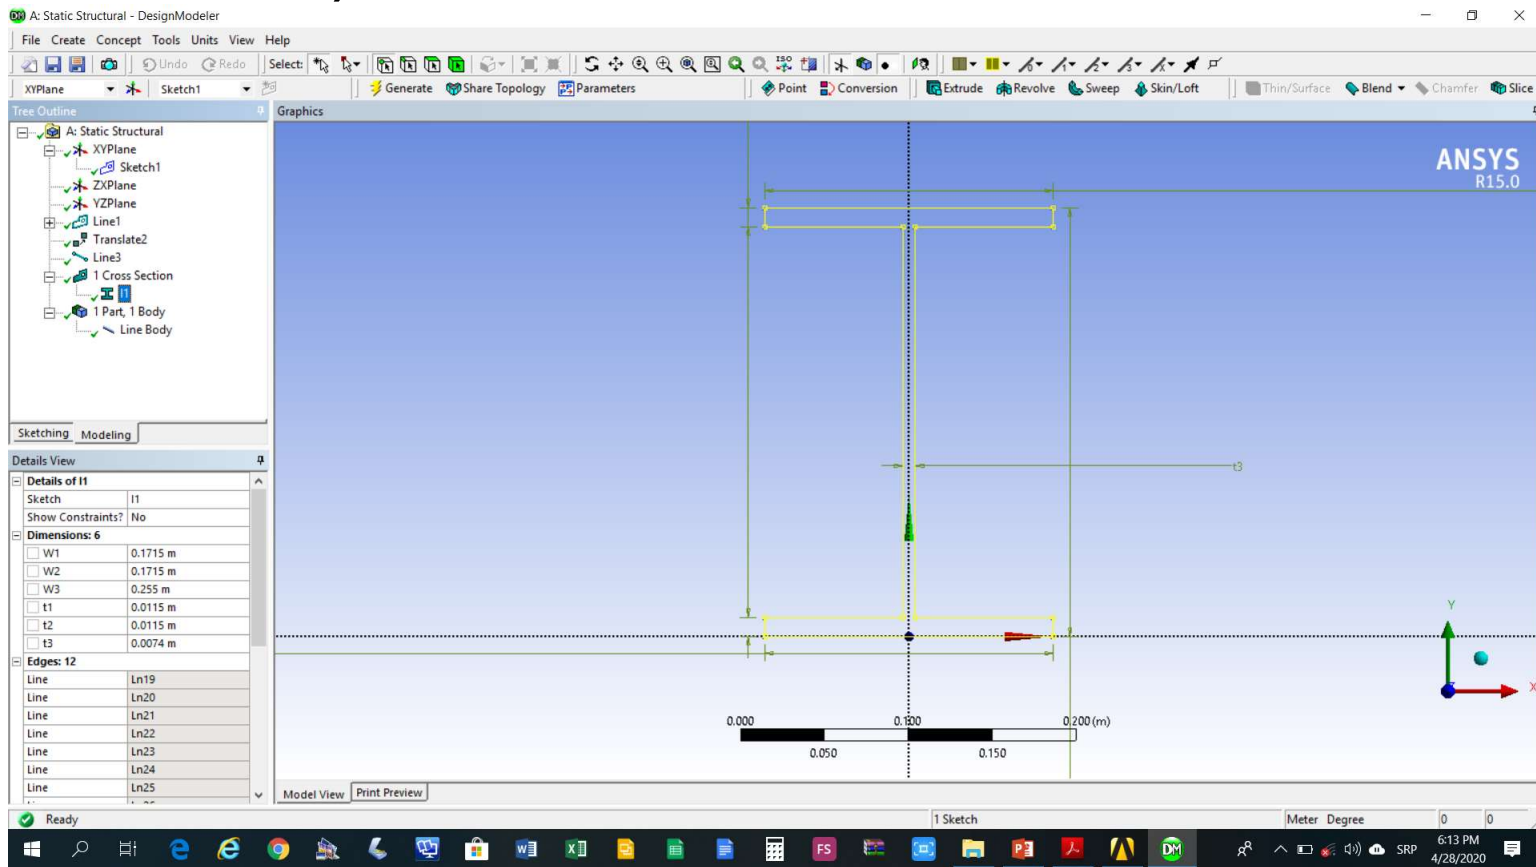 A: Static Structural - DesignModeler
File Create Concept Tools Units View Help
Undo Redo Select: ISO
XYPlane Sketch1 Generate Share Topology Parameters Point Conversion Extrude Revolve Sweep Skin/Loft Thin/Surface Blend Chamfer Slice
Tree Outline
A: Static Structural
XYPlane
Sketch1
ZXPlane
YZPlane
Line1
Translate2
Line3
1 Cross Section
I1
1 Part, 1 Body
Line Body
Sketching Modeling
Details View
Details of I1
Sketch I1
Show Constraints? No
Dimensions: 6
W1 0.1715 m
W2 0.1715 m
W3 0.255 m
t1 0.0115 m
t2 0.0115 m
t3 0.0074 m
Edges: 12
Line Ln19
Line Ln20
Line Ln21
Line Ln22
Line Ln23
Line Ln24
Line Ln25
Graphics
ANSYS
R15.0
t3
Y
X
0.000 0.100 0.200 (m)
0.050 0.150
Model View Print Preview
Ready 1 Sketch Meter Degree 0 0
FS DM SRP 6:13 PM
4/28/2020